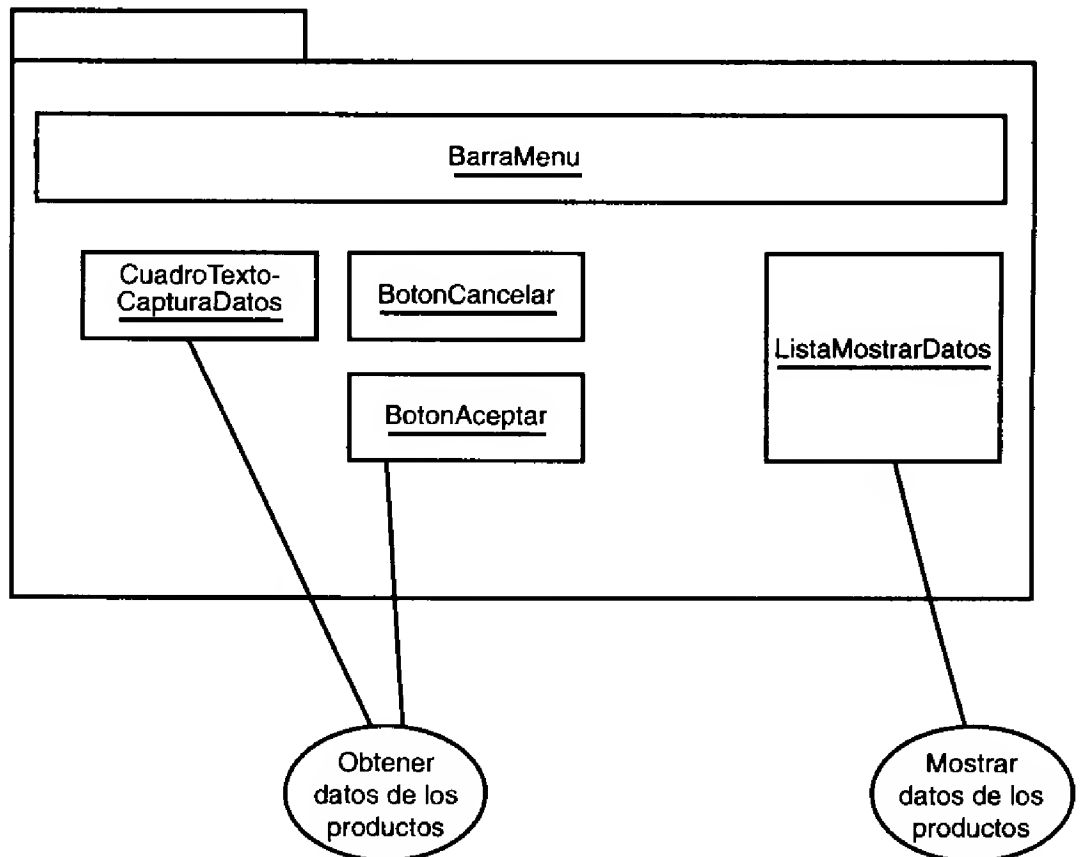 BarraMenu
CuadroTexto-
CapturaDatos
BotonCancelar
BotonAceptar
ListaMostrarDatos
Obtener
datos de los
productos
Mostrar
datos de los
productos